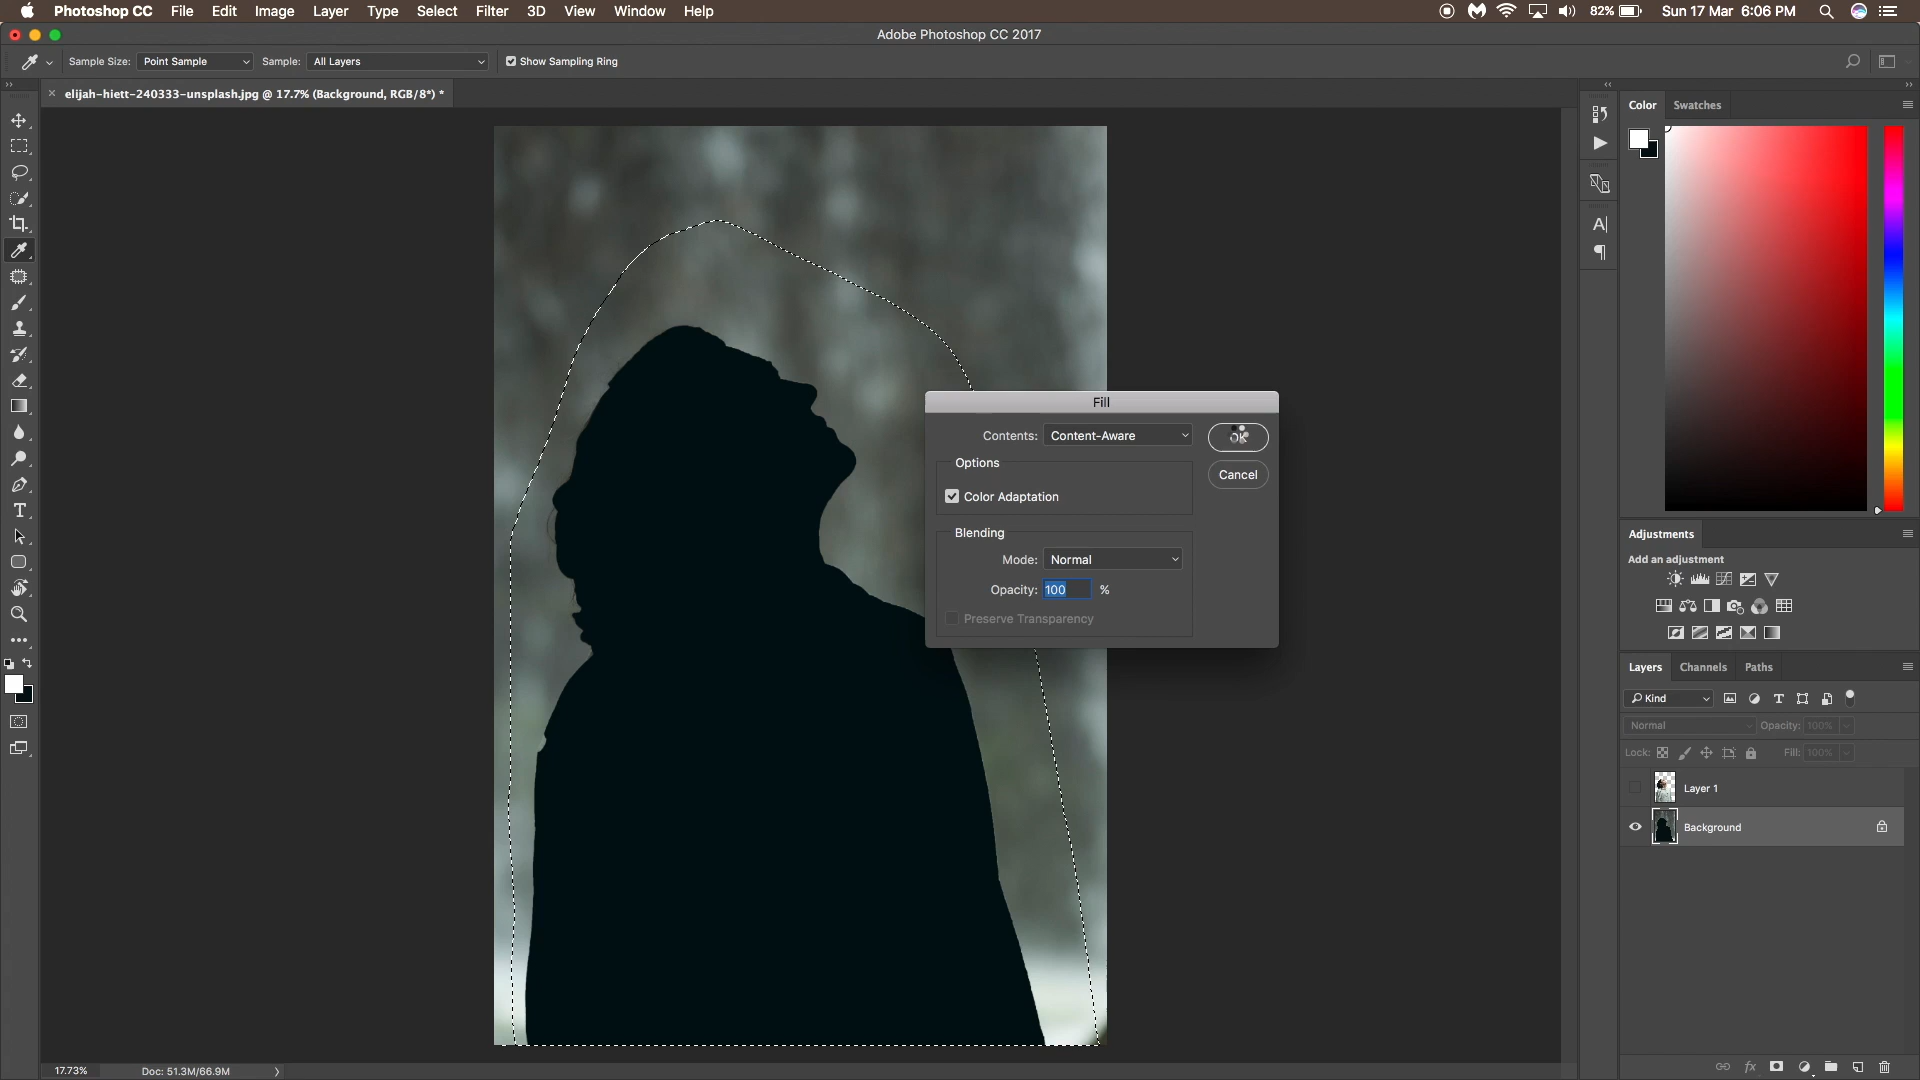 Photoshop CC File Edit Image Layer Type Select Filter 3D View Window Help 82% Sun 17 Mar 6:06 PM
Adobe Photoshop CC 2017
Sample Size: Point Sample Sample: All Layers Show Sampling Ring
elijah-hiett-240333-unsplash.jpg @ 17.7% (Background, RGB/8*) *
Color Swatches
Fill
Contents: Content-Aware OK
Options
Cancel
Color Adaptation
Blending
Mode: Normal
Opacity: 100 %
Preserve Transparency
Adjustments
Add an adjustment
Layers Channels Paths
Kind
Normal Opacity: 100%
Lock: Fill: 100%
Layer 1
Background
17.73% Doc: 51.3M/66.9M